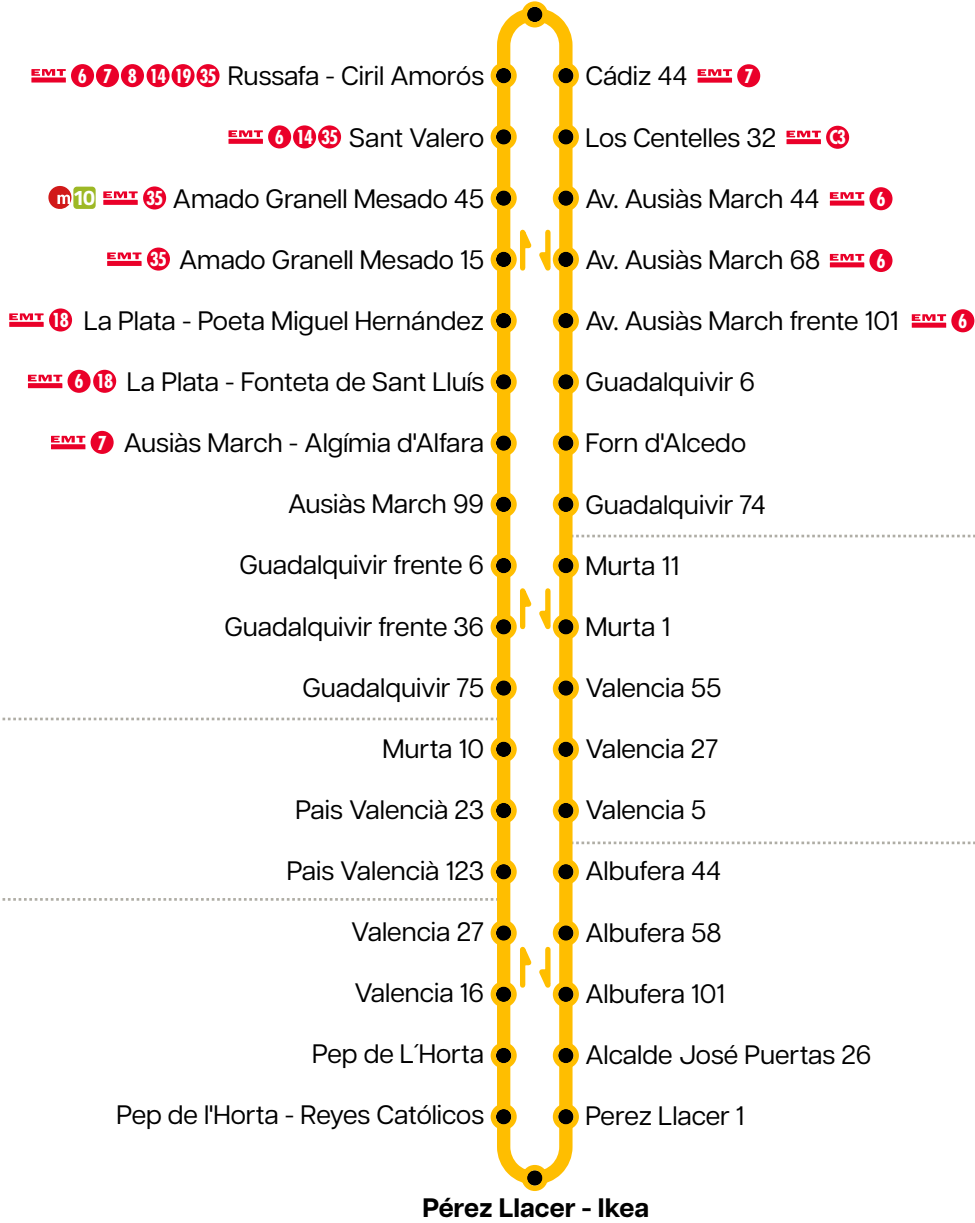 EMT 6 7 8 14 19 35 Russafa - Ciril Amorós
Cádiz 44 EMT 7
EMT 6 14 35 Sant Valero
Los Centelles 32 EMT C3
m 10 EMT 35 Amado Granell Mesado 45
Av. Ausiàs March 44 EMT 6
EMT 35 Amado Granell Mesado 15
Av. Ausiàs March 68 EMT 6
EMT 18 La Plata - Poeta Miguel Hernández
Av. Ausiàs March frente 101 EMT 6
EMT 6 18 La Plata - Fonteta de Sant Lluís
Guadalquivir 6
EMT 7 Ausiàs March - Algímia d'Alfara
Forn d'Alcedo
Ausiàs March 99
Guadalquivir 74
Guadalquivir frente 6
Murta 11
Guadalquivir frente 36
Murta 1
Guadalquivir 75
Valencia 55
Murta 10
Valencia 27
Pais Valencià 23
Valencia 5
Pais Valencià 123
Albufera 44
Valencia 27
Albufera 58
Valencia 16
Albufera 101
Pep de L´Horta
Alcalde José Puertas 26
Pep de l'Horta - Reyes Católicos
Perez Llacer 1
Pérez Llacer - Ikea